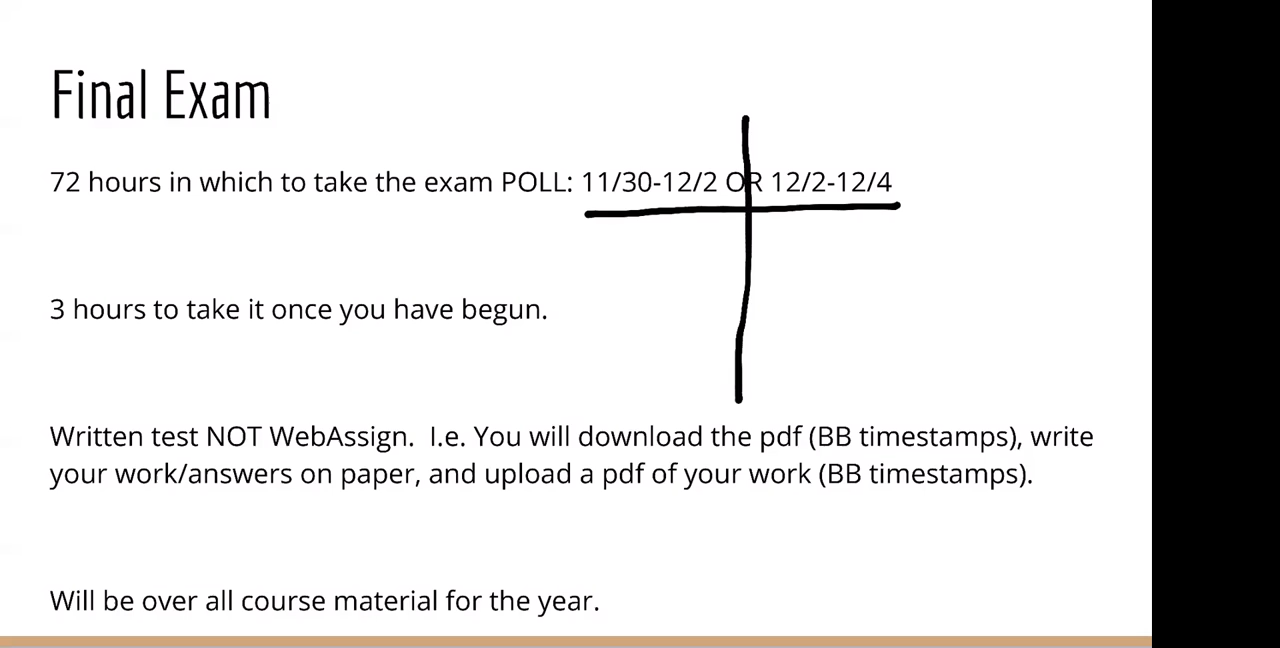 Final Exam
72 hours in which to take the exam POLL: 11/30-12/2 OR 12/2-12/4
3 hours to take it once you have begun.
Written test NOT WebAssign.  I.e. You will download the pdf (BB timestamps), write
your work/answers on paper, and upload a pdf of your work (BB timestamps).
Will be over all course material for the year.